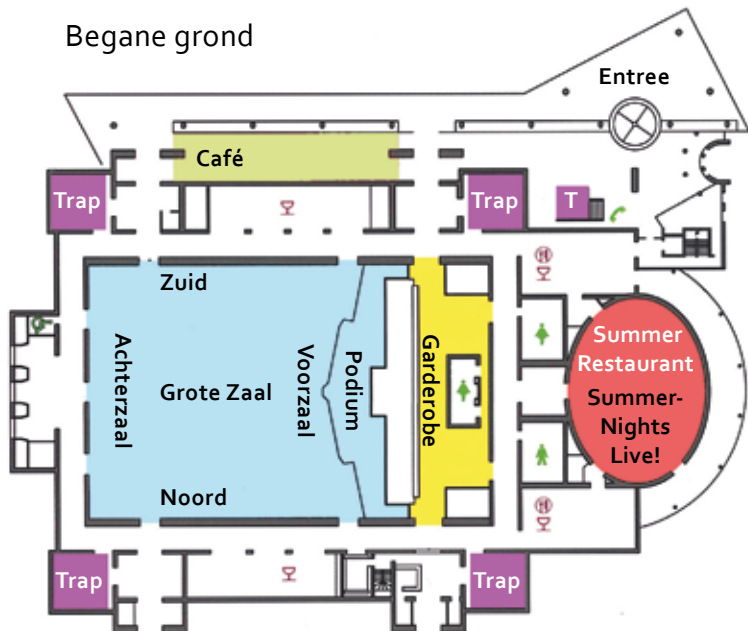 Begane grond
Entree
Café
Trap
Trap
T
Zuid
Achterzaal
Grote Zaal
Voorzaal
Podium
Garderobe
Noord
Summer
Restaurant
Summer-
Nights
Live!
Trap
Trap